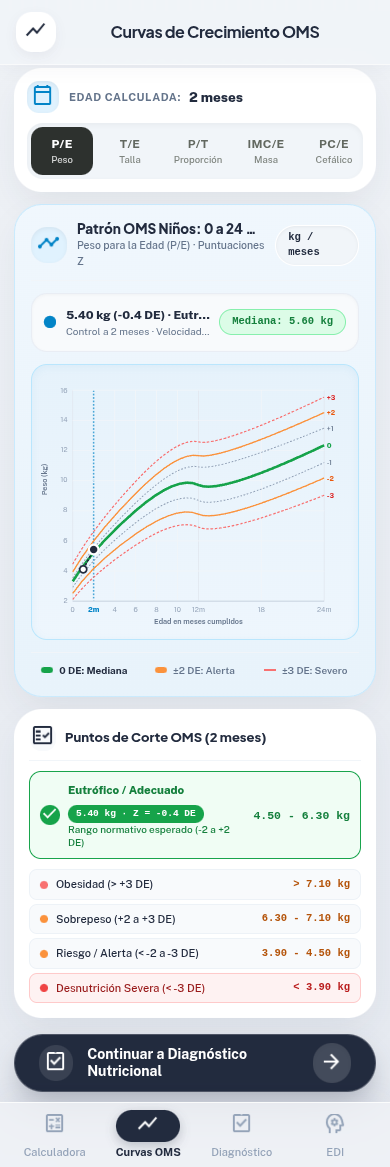 Curvas de Crecimiento OMS
EDAD CALCULADA: 2 meses
P/E T/E P/T IMC/E PC/E
Peso Talla Proporción Masa Cefálico
Patrón OMS Niños: 0 a 24 ...
Peso para la Edad (P/E) · Puntuaciones
Z
kg /
meses
5.40 kg (-0.4 DE) · Eutr...
Control a 2 meses · Velocidad...
Mediana: 5.60 kg
16
14
12
10
8
6
4
2
Peso (kg)
+3
+2
+1
0
-1
-2
-3
0 2m 4 6 8 10 12m 18 24m
Edad en meses cumplidos
0 DE: Mediana ±2 DE: Alerta ±3 DE: Severo
Puntos de Corte OMS (2 meses)
Eutrófico / Adecuado
5.40 kg · Z = -0.4 DE
Rango normativo esperado (-2 a +2
DE)
4.50 - 6.30 kg
Obesidad (> +3 DE) > 7.10 kg
Sobrepeso (+2 a +3 DE) 6.30 - 7.10 kg
Riesgo / Alerta (< -2 a -3 DE) 3.90 - 4.50 kg
Desnutrición Severa (< -3 DE) < 3.90 kg
Continuar a Diagnóstico
Nutricional
Calculadora Curvas OMS Diagnóstico EDI